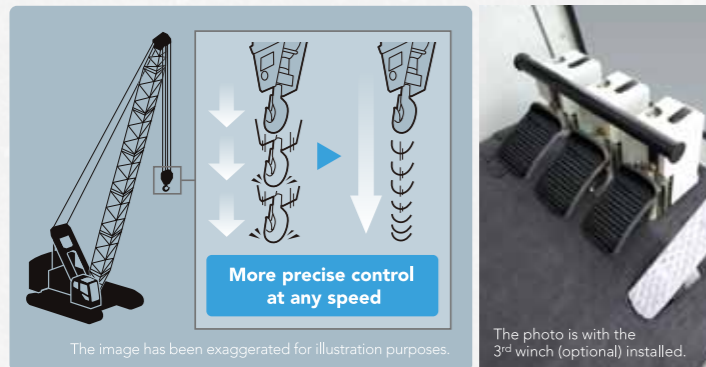 More precise control
at any speed
The image has been exaggerated for illustration purposes.
The photo is with the
3rd winch (optional) installed.